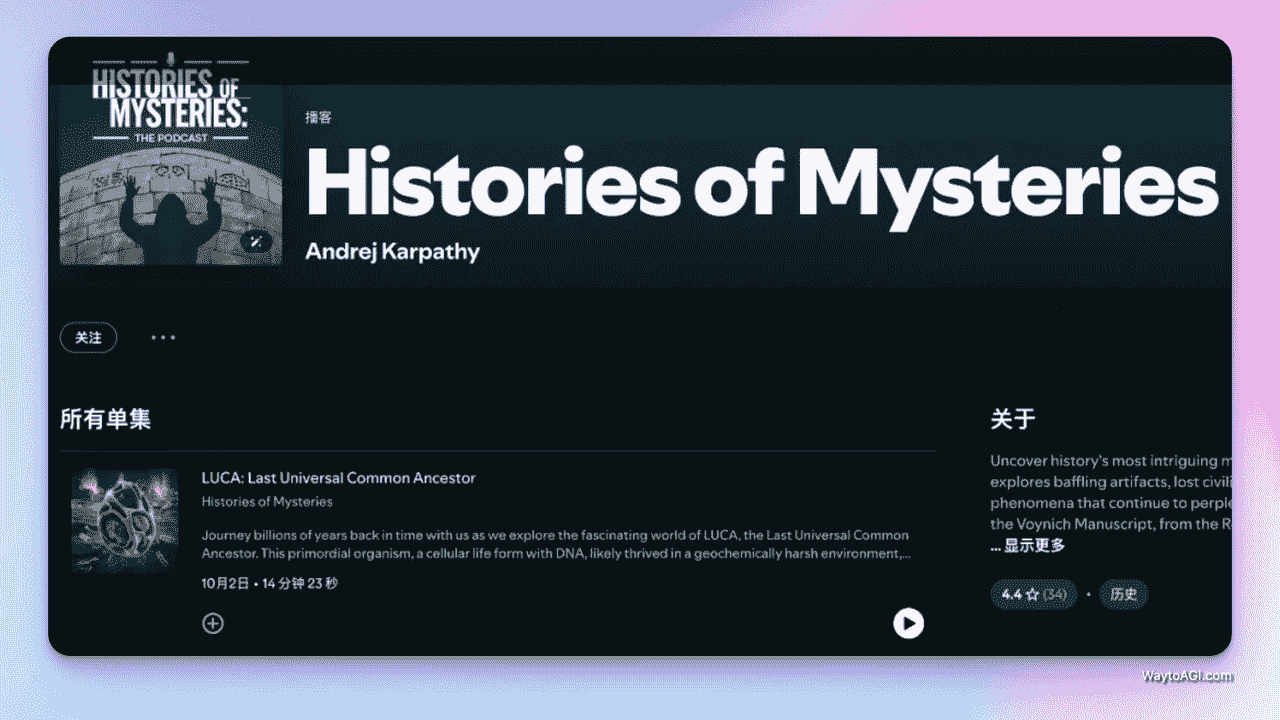 HISTORIES OF
MYSTERIES:
THE PODCAST
播客
Histories of Mysteries
Andrej Karpathy
关注
所有单集
LUCA: Last Universal Common Ancestor
Histories of Mysteries
Journey billions of years back in time with us as we explore the fascinating world of LUCA, the Last Universal Common
Ancestor. This primordial organism, a cellular life form with DNA, likely thrived in a geochemically harsh environment,...
10月2日 • 14 分钟 23 秒
关于
Uncover history's most intriguing
explores baffling artifacts, lost
phenomena that continue to
the Voynich Manuscript, from the
... 显示更多
4.4 ☆ (34) • 历史
WaytoAGI.com